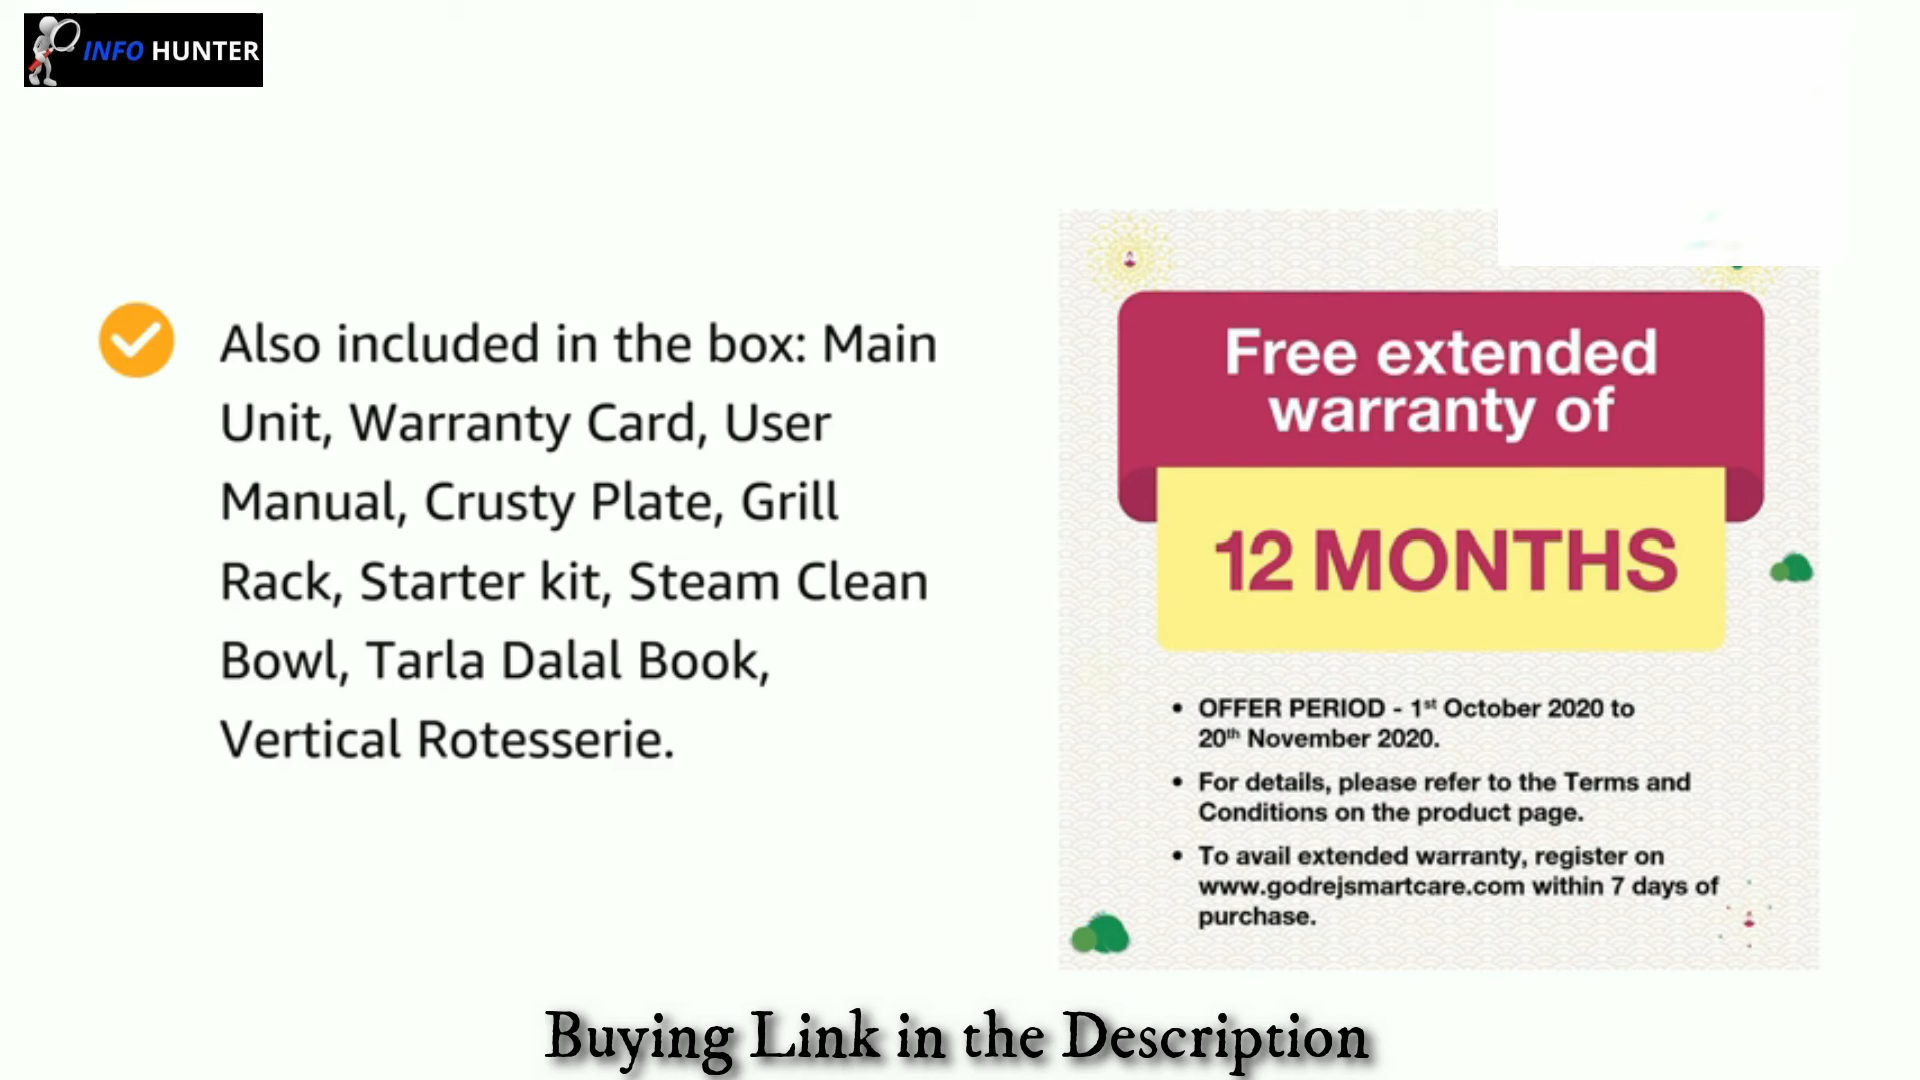 INFO HUNTER
Also included in the box: Main
Unit, Warranty Card, User
Manual, Crusty Plate, Grill
Rack, Starter kit, Steam Clean
Bowl, Tarla Dalal Book,
Vertical Rotesserie.
Free extended
warranty of
12 MONTHS
• OFFER PERIOD - 1st October 2020 to
20th November 2020.
• For details, please refer to the Terms and
Conditions on the product page.
• To avail extended warranty, register on
www.godrejsmartcare.com within 7 days of
purchase.
Buying Link in the Description